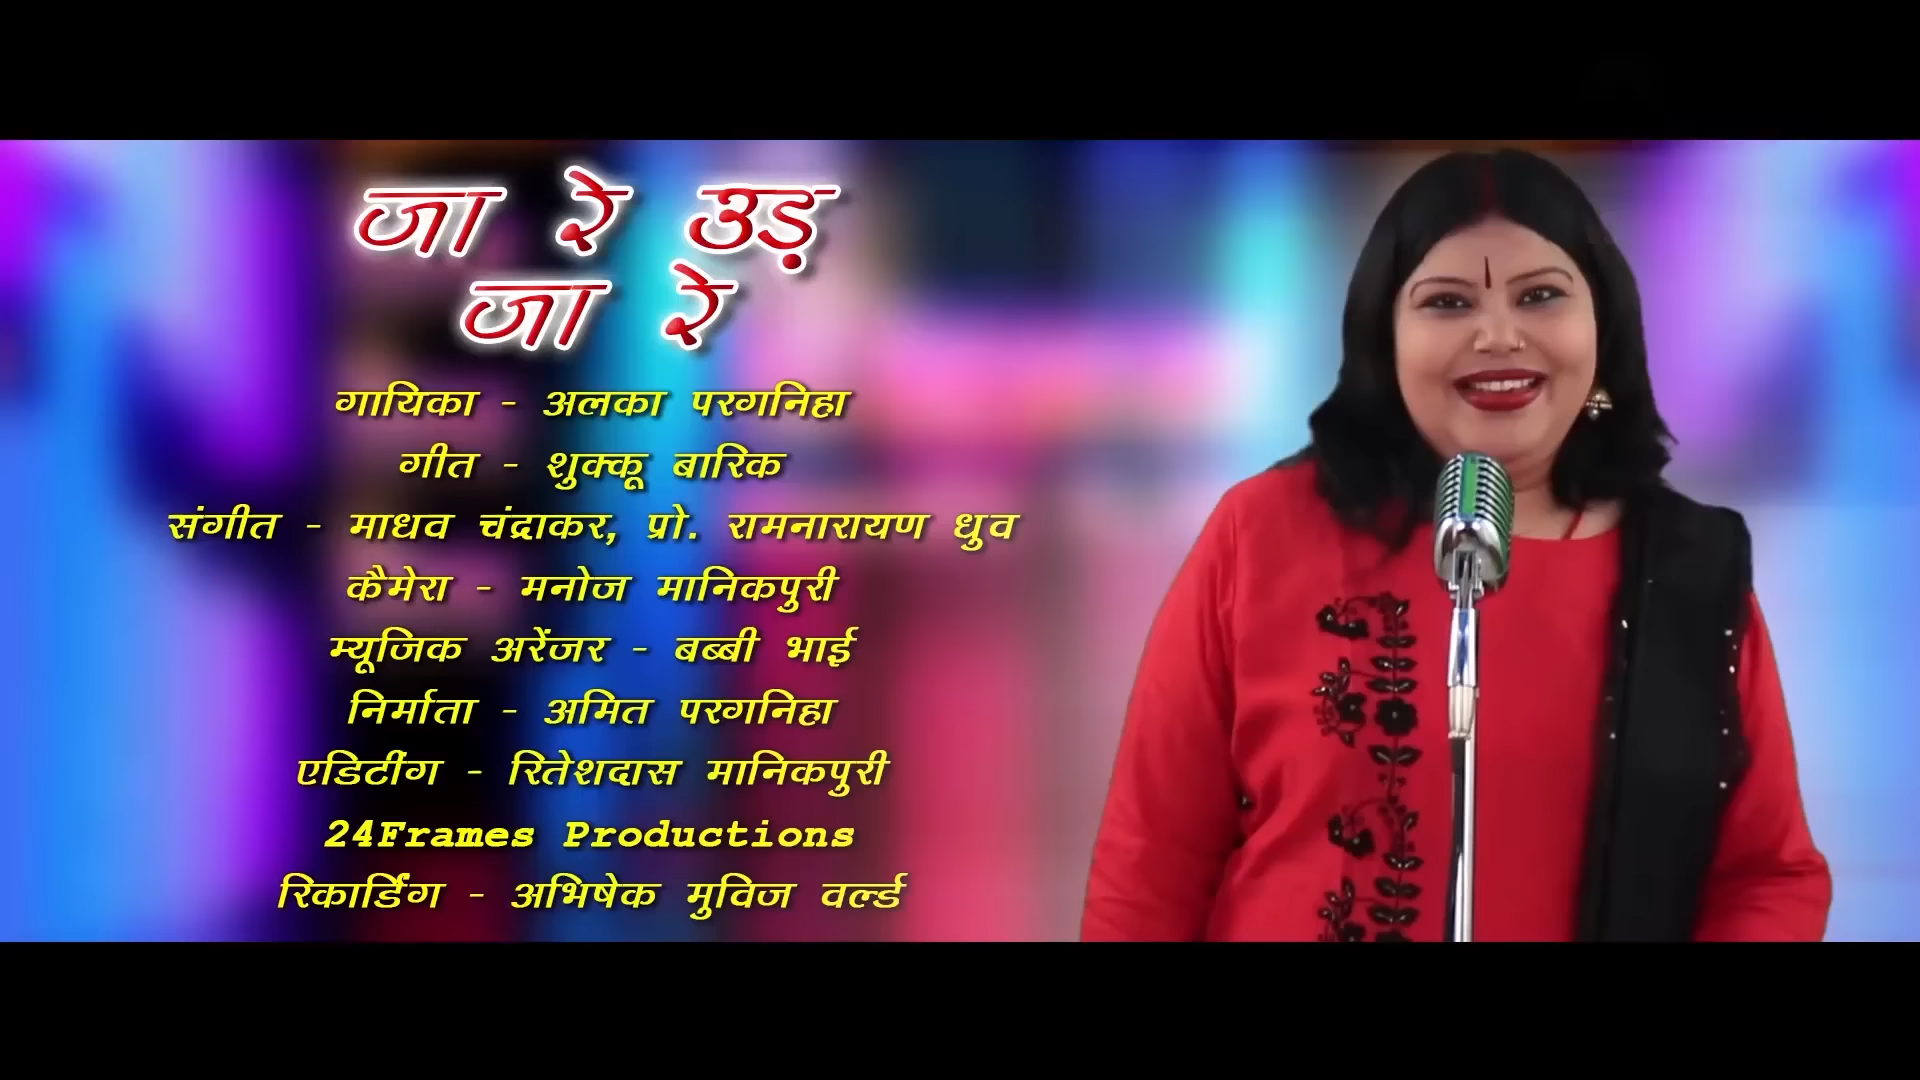 जा रे उड़
जा रे
गायिका - अलका परगनिहा
गीत - शुक्कू बारिक
संगीत - माधव चंद्राकर, प्रो. रामनारायण धुव
कैमेरा - मनोज मानिकपुरी
म्यूजिक अरेंजर - बब्बी भाई
निर्माता - अमित परगनिहा
एडिटींग - रितेशदास मानिकपुरी
24Frames Productions
रिकार्डिंग - अभिषेक मुविज वर्ल्ड